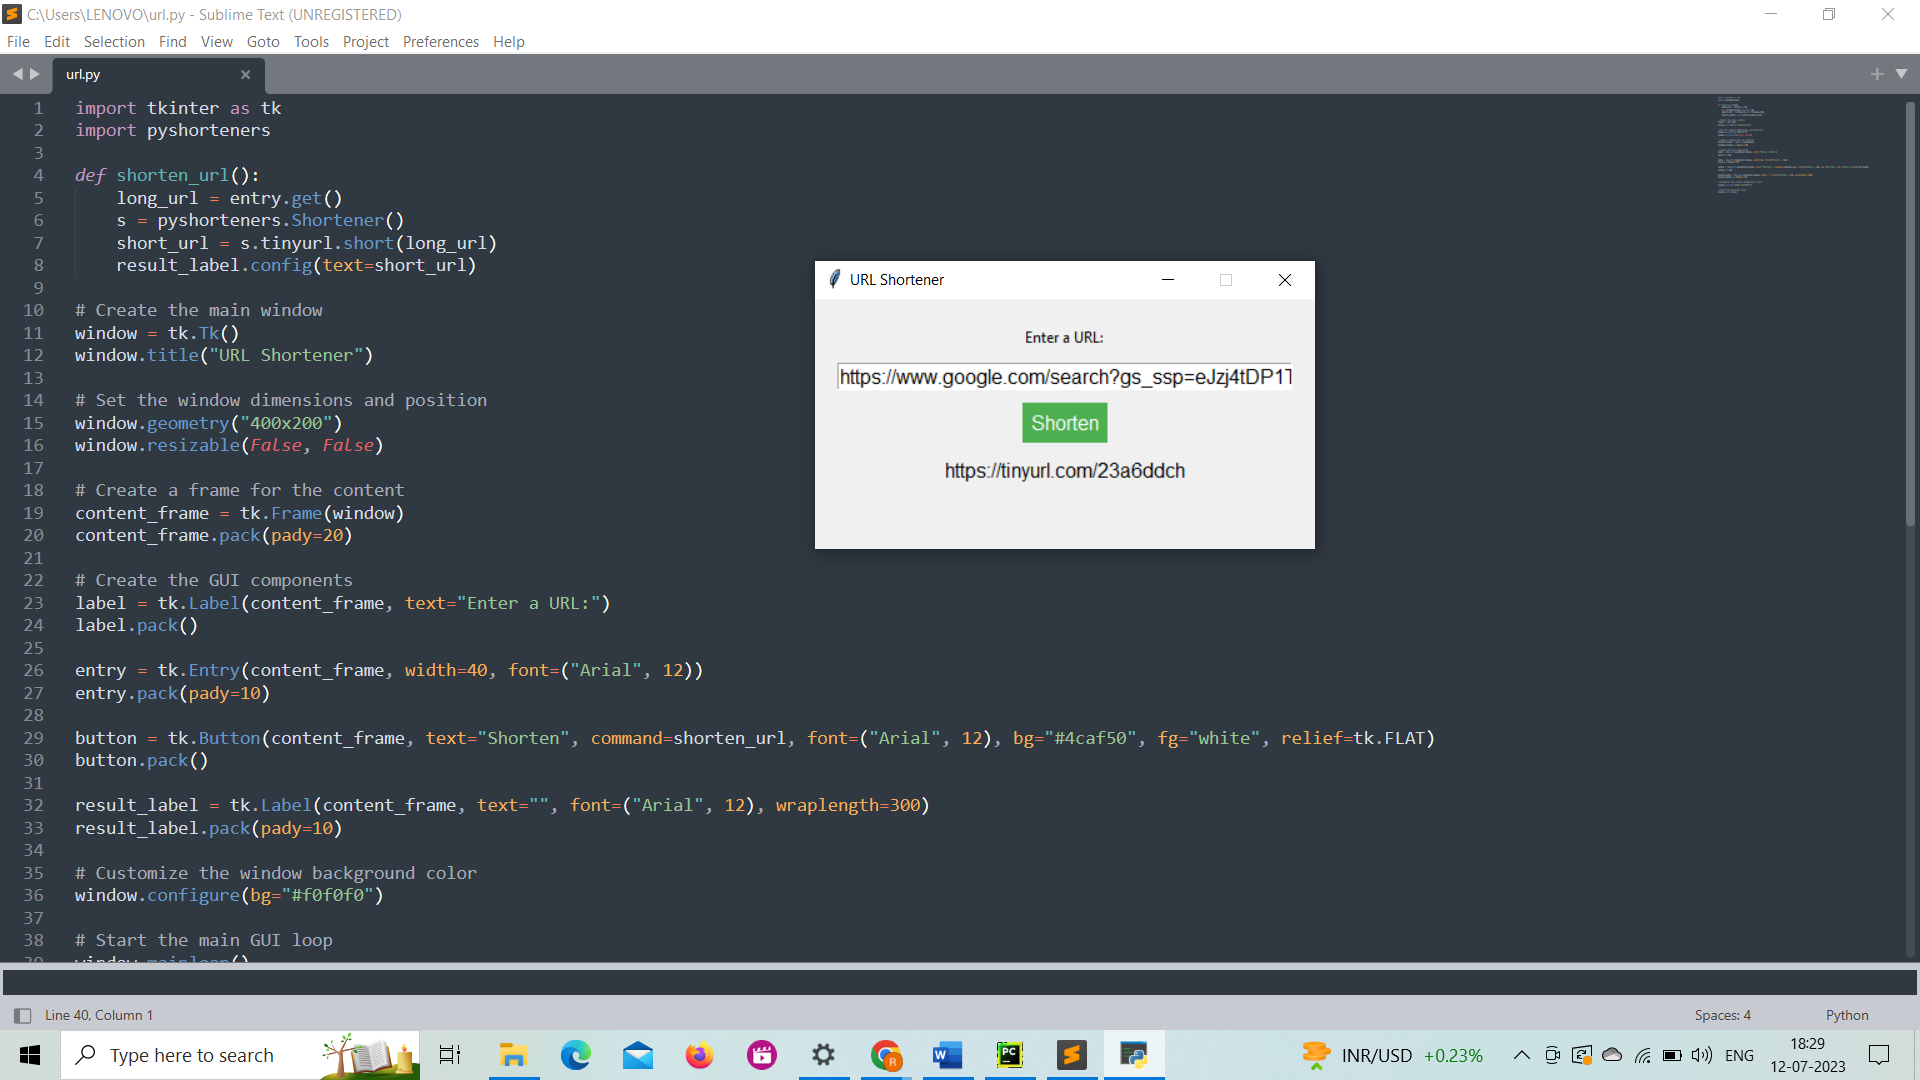 C:\Users\LENOVO\url.py - Sublime Text (UNREGISTERED)
File Edit Selection Find View Goto Tools Project Preferences Help
url.py
1 import tkinter as tk
2 import pyshorteners
3
4 def shorten_url():
5     long_url = entry.get()
6     s = pyshorteners.Shortener()
7     short_url = s.tinyurl.short(long_url)
8     result_label.config(text=short_url)
9
10 # Create the main window
11 window = tk.Tk()
12 window.title("URL Shortener")
13
14 # Set the window dimensions and position
15 window.geometry("400x200")
16 window.resizable(False, False)
17
18 # Create a frame for the content
19 content_frame = tk.Frame(window)
20 content_frame.pack(pady=20)
21
22 # Create the GUI components
23 label = tk.Label(content_frame, text="Enter a URL:")
24 label.pack()
25
26 entry = tk.Entry(content_frame, width=40, font=("Arial", 12))
27 entry.pack(pady=10)
28
29 button = tk.Button(content_frame, text="Shorten", command=shorten_url, font=("Arial", 12), bg="#4caf50", fg="white", relief=tk.FLAT)
30 button.pack()
31
32 result_label = tk.Label(content_frame, text="", font=("Arial", 12), wraplength=300)
33 result_label.pack(pady=10)
34
35 # Customize the window background color
36 window.configure(bg="#f0f0f0")
37
38 # Start the main GUI loop
39 window.mainloop()
URL Shortener
Enter a URL:
https://www.google.com/search?gs_ssp=eJzj4tDP1T
Shorten
https://tinyurl.com/23a6ddch
Line 40, Column 1
Spaces: 4 Python
Type here to search
INR/USD +0.23%
ENG
18:29
12-07-2023